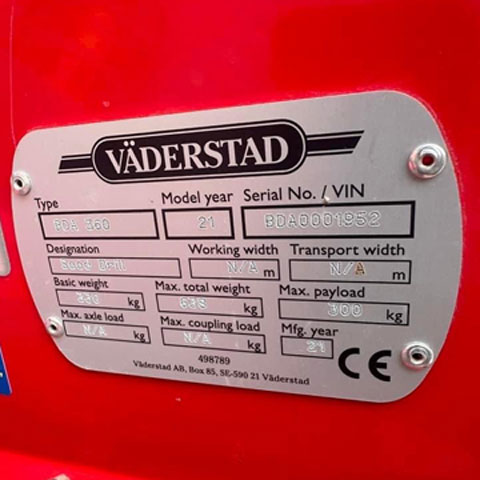 VÄDERSTAD
Type Model year Serial No. / VIN
BDA 360 21 BDA0001952
Designation Working width Transport width
Seed Drill N/A m N/A m
Basic weight Max. total weight Max. payload
kg kg 300 kg
Max. axle load Max. coupling load Mfg. year
N/A kg N/A kg 21
CE
498789
Väderstad AB, Box 85, SE-590 21 Väderstad